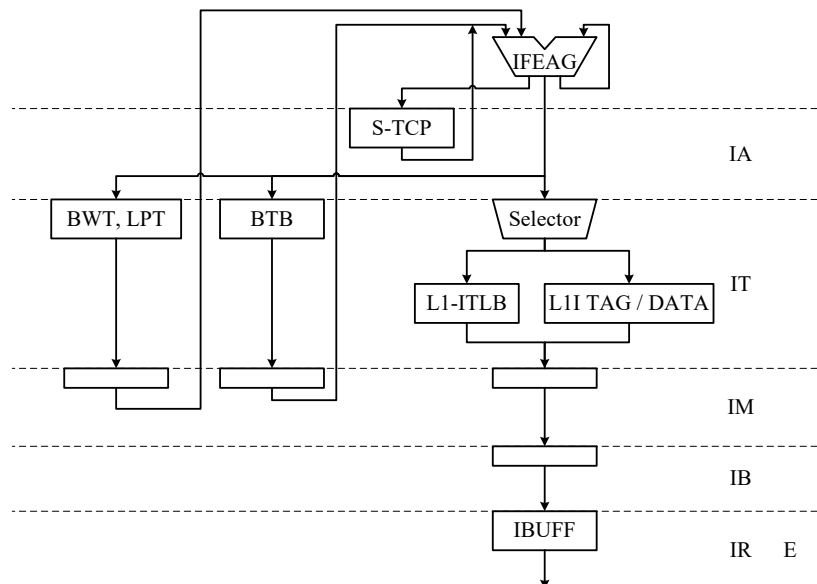 IFEAG
S-TCP
IA
BWT, LPT
BTB
Selector
IT
L1-ITLB
L1I TAG / DATA
IM
IB
IBUFF
IR E